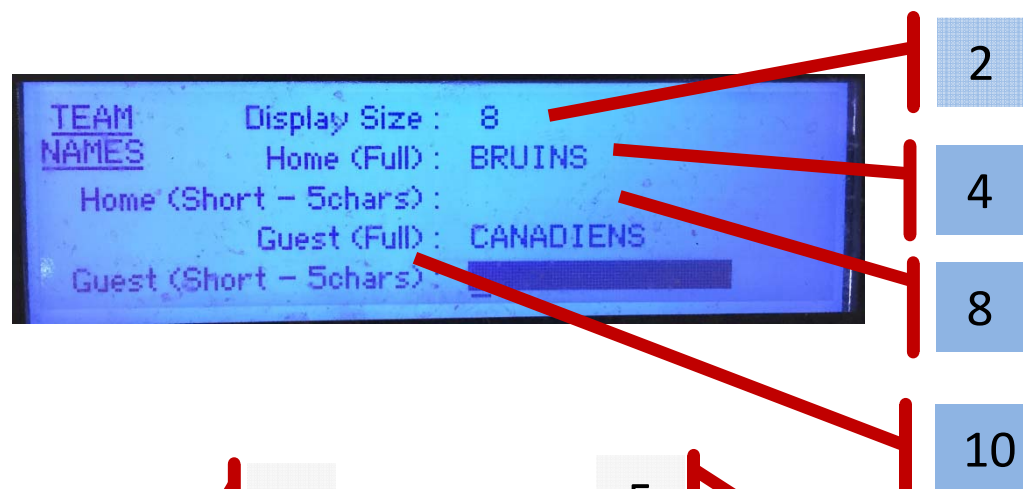 TEAM
NAMES
Display Size : 8
Home (Full) : BRUINS
Home (Short - 5chars) :
Guest (Full) : CANADIENS
Guest (Short - 5chars) :
2
4
8
10